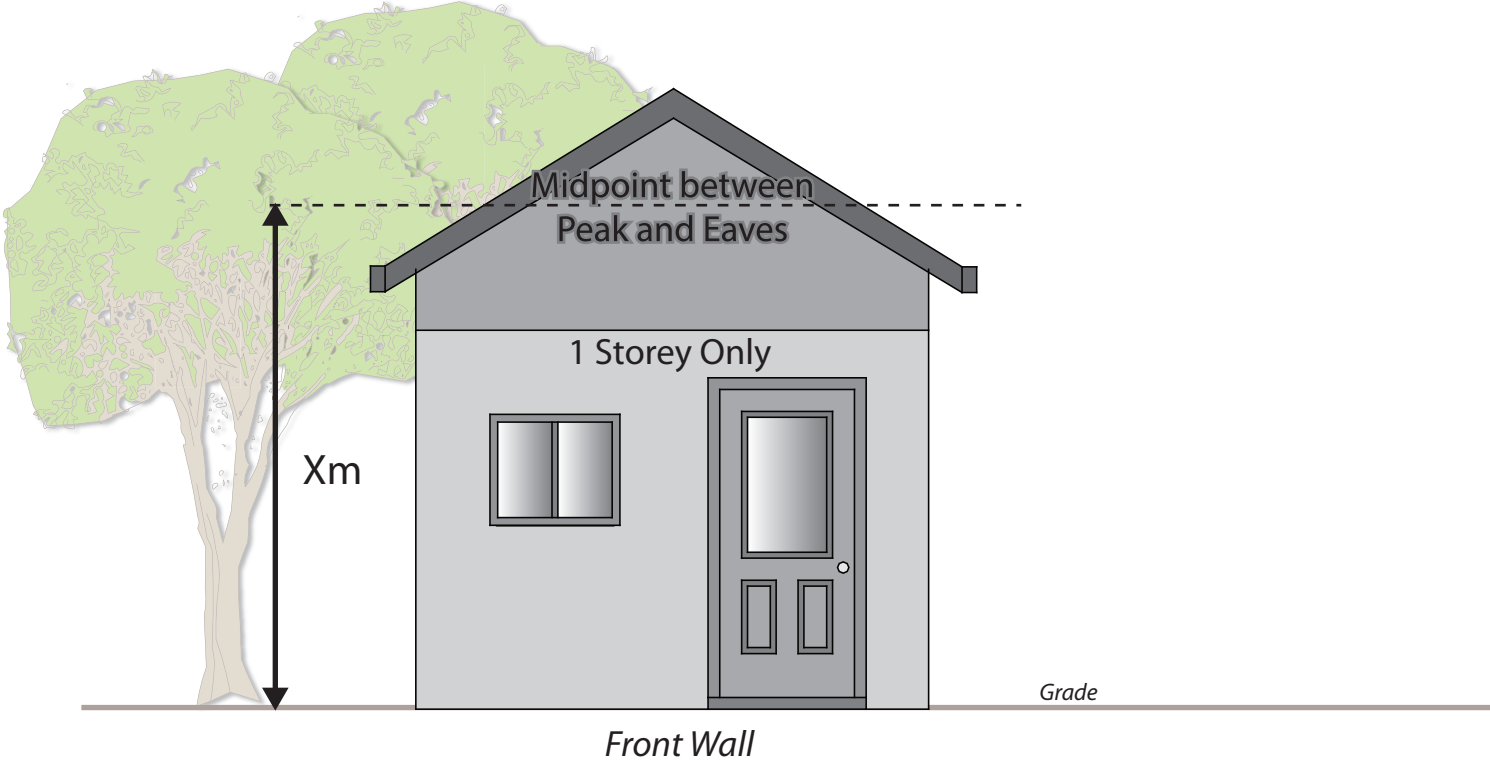 Midpoint between
Peak and Eaves
1 Storey Only
Xm
Grade
Front Wall